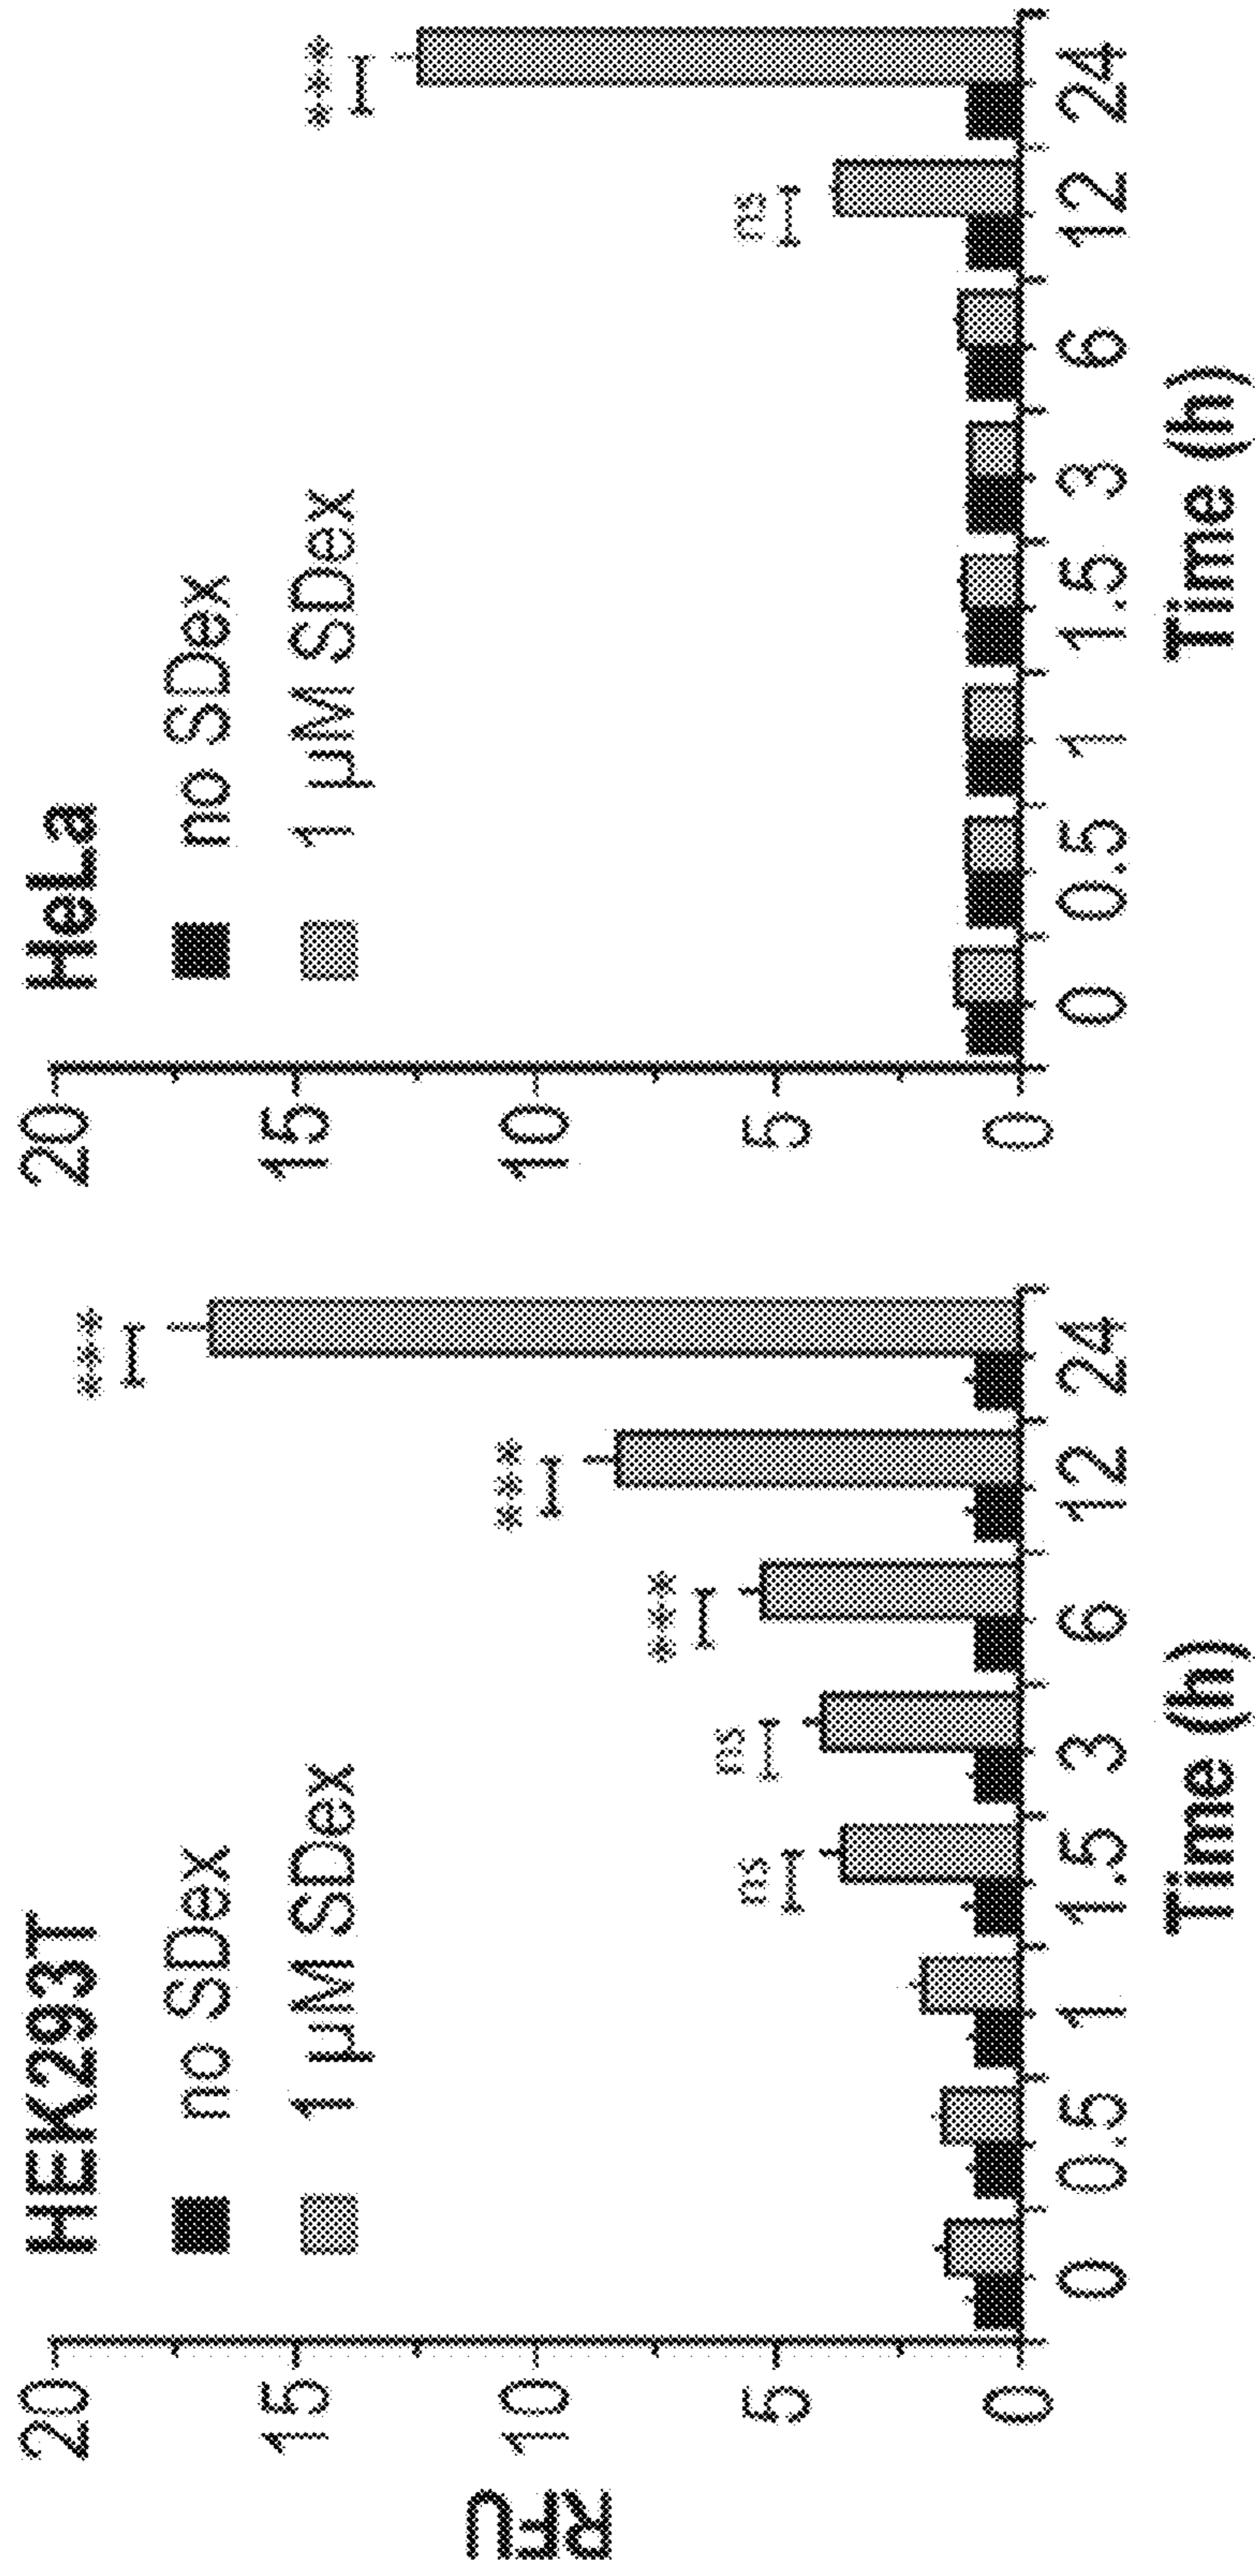 HEK293T
no SDex
1 µM SDex
RFU
20
15
10
5
0
ns
ns
***
***
***
0 0.5 1 1.5 3 6 12 24
Time (h)
HeLa
no SDex
1 µM SDex
20
15
10
5
0
ns
***
0 0.5 1 1.5 3 6 12 24
Time (h)